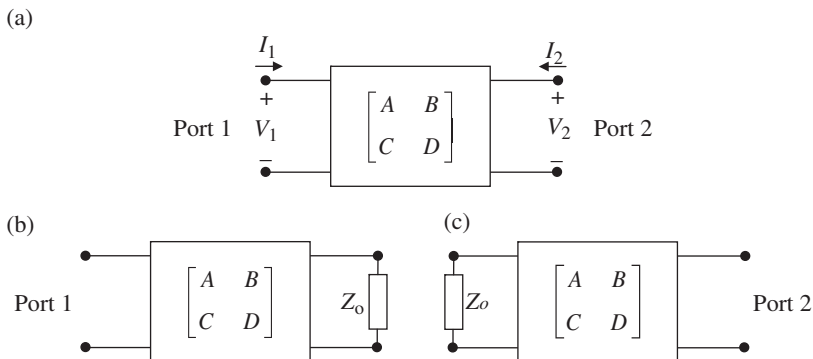 (a)
I₁ I₂
+ A B +
Port 1 V₁ V₂ Port 2
C D
– –
(b) (c)
A B A B
Port 1 Zₒ Zₒ Port 2
C D C D